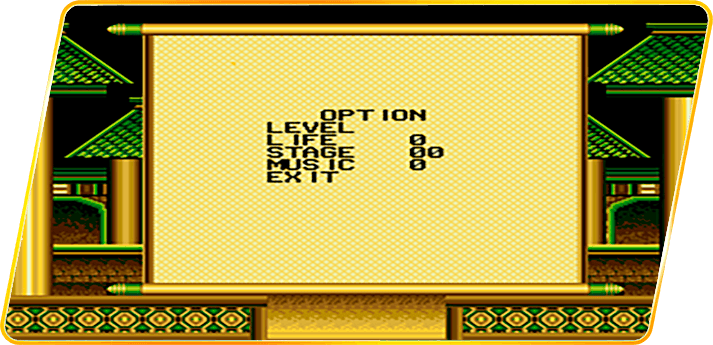 OPTION
LEVEL
LIFE 0
STAGE 00
MUSIC 0
EXIT